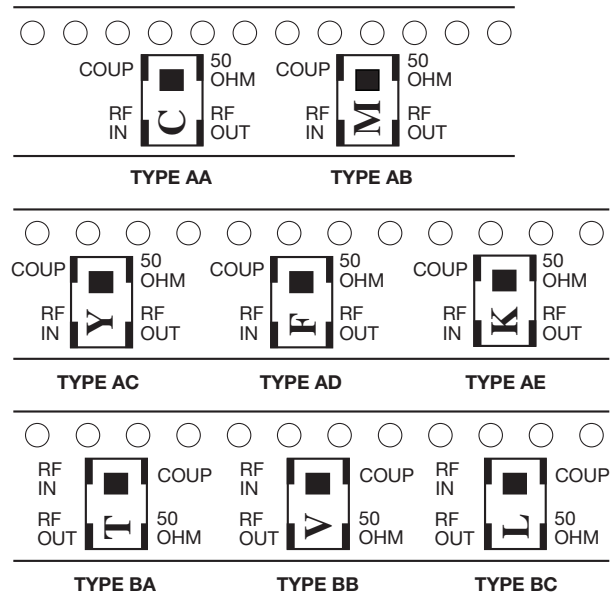 COUP 50 OHM COUP 50 OHM
C M
RF IN RF OUT RF IN RF OUT
TYPE AA TYPE AB
COUP 50 OHM COUP 50 OHM COUP 50 OHM
Y F K
RF IN RF OUT RF IN RF OUT RF IN RF OUT
TYPE AC TYPE AD TYPE AE
RF IN COUP RF IN COUP RF IN COUP
T V L
RF OUT 50 OHM RF OUT 50 OHM RF OUT 50 OHM
TYPE BA TYPE BB TYPE BC